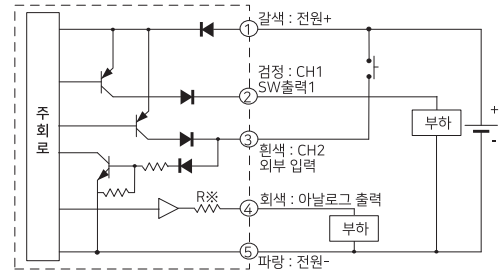 주회로
① 갈색 : 전원+
② 검정 : CH1
SW출력1
③ 흰색 : CH2
외부 입력
R※
④ 회색 : 아날로그 출력
⑤ 파랑 : 전원-
부하
부하
+
-